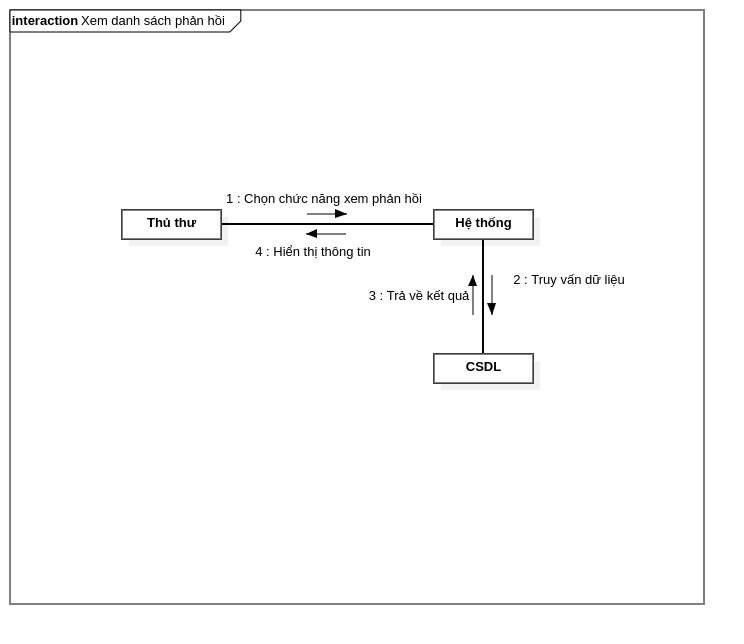 interaction Xem danh sách phản hồi
1 : Chọn chức năng xem phản hồi
Thủ thư
Hệ thống
4 : Hiển thị thông tin
2 : Truy vấn dữ liệu
3 : Trả về kết quả
CSDL